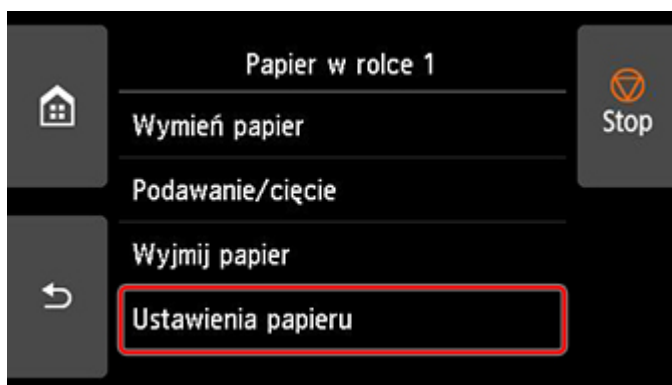 Papier w rolce 1
Wymień papier
Stop
Podawanie/cięcie
Wyjmij papier
Ustawienia papieru